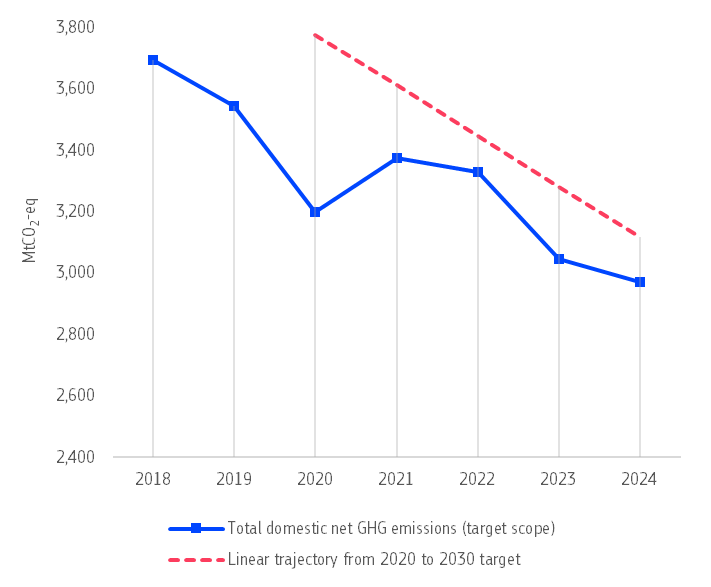 3,800
3,600
3,400
3,200
3,000
2,800
2,600
2,400
MtCO₂-eq
2018 2019 2020 2021 2022 2023 2024
Total domestic net GHG emissions (target scope)
Linear trajectory from 2020 to 2030 target